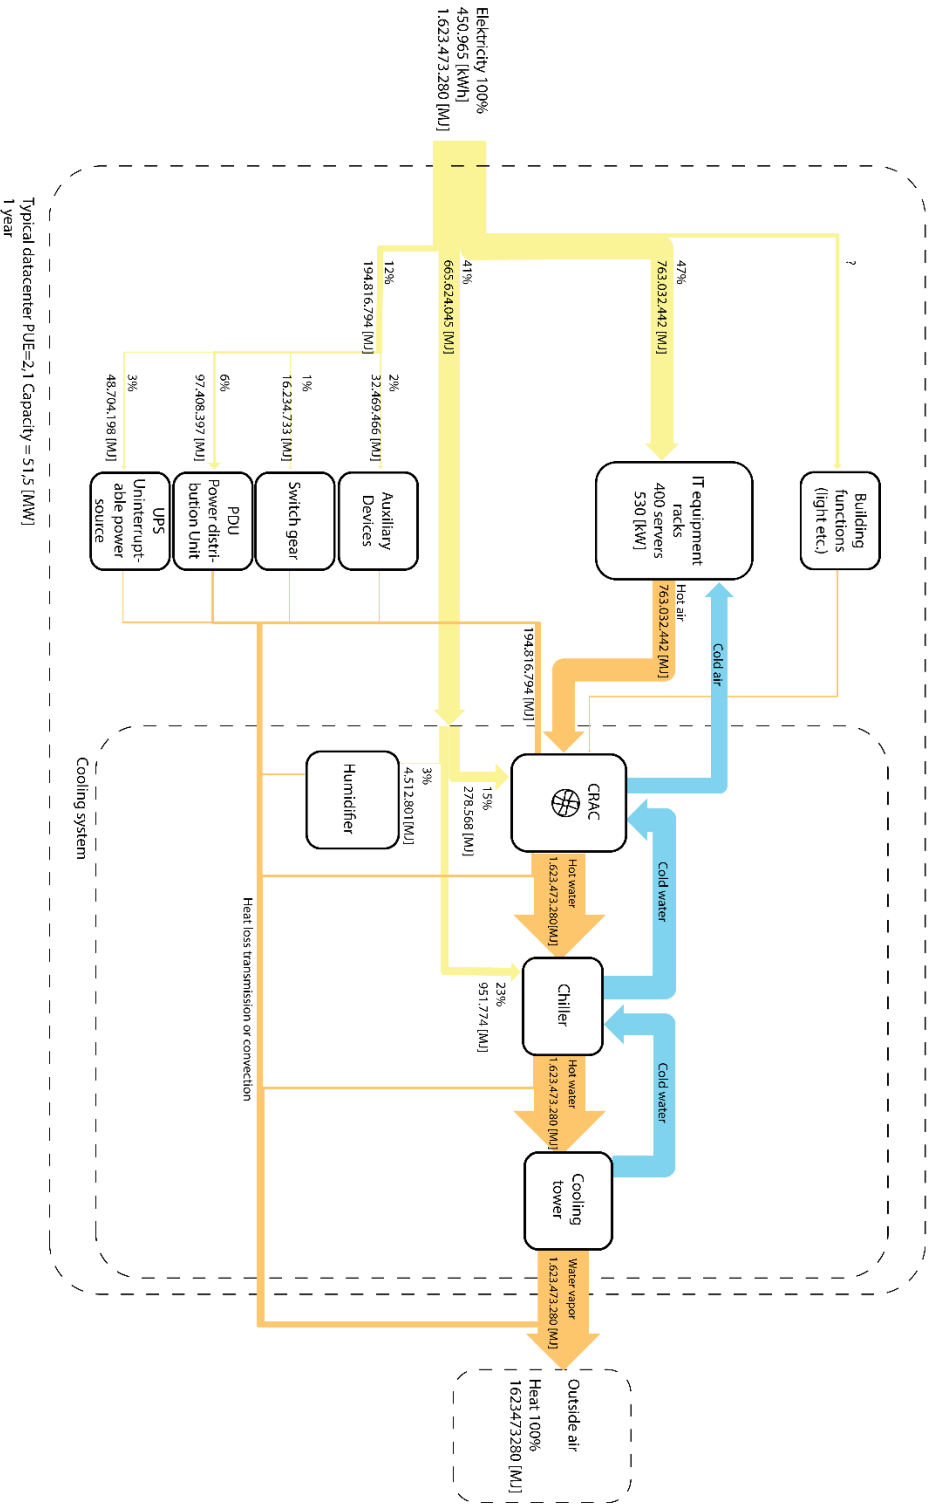 Elektricity 100%
450.965 [kWh]
1.623.473.280 [MJ]
?
47%
763.032.442 [MJ]
41%
665.624.045 [MJ]
12%
194.816.794 [MJ]
2%
32.469.466 [MJ]
1%
16.234.733 [MJ]
6%
97.408.397 [MJ]
3%
48.704.198 [MJ]
Building
functions
(light etc.)
IT equipment
racks
400 servers
530 [kW]
Auxiliary
Devices
Switch gear
PDU
Power distri-
bution Unit
UPS
Uninterrupt-
able power
source
Hot air
763.032.442 [MJ]
Cold air
194.816.794 [MJ]
CRAC
15%
278.568 [MJ]
3%
4,512.801[MJ]
Humidifier
Cold water
Hot water
1.623.473.280[MJ]
Chiller
23%
951.774 [MJ]
Cold water
Hot water
1.623.473.280 [MJ]
Cooling
tower
Water vapor
1.623.473.280 [MJ]
Outside air
Heat 100%
1623473280 [MJ]
Heat loss transmission or convection
Cooling system
Typical datacenter PUE=2,1 Capacity = 51,5 [MW]
1 year